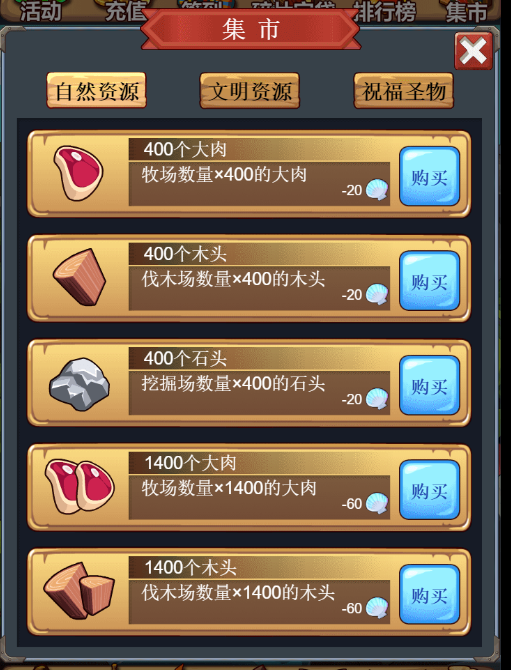 活动 充值 签到 排行榜 集市
集市
自然资源 文明资源 祝福圣物
400个大肉
牧场数量×400的大肉
-20
购买
400个木头
伐木场数量×400的木头
-20
购买
400个石头
挖掘场数量×400的石头
-20
购买
1400个大肉
牧场数量×1400的大肉
-60
购买
1400个木头
伐木场数量×1400的木头
-60
购买